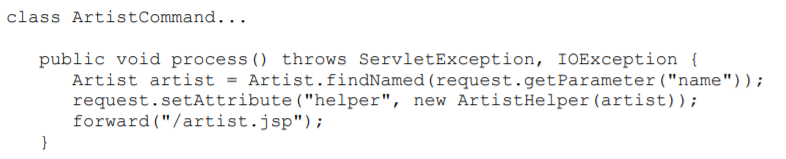 class ArtistCommand...
public void process() throws ServletException, IOException {
Artist artist = Artist.findNamed(request.getParameter("name"));
request.setAttribute("helper", new ArtistHelper(artist));
forward("/artist.jsp");
}